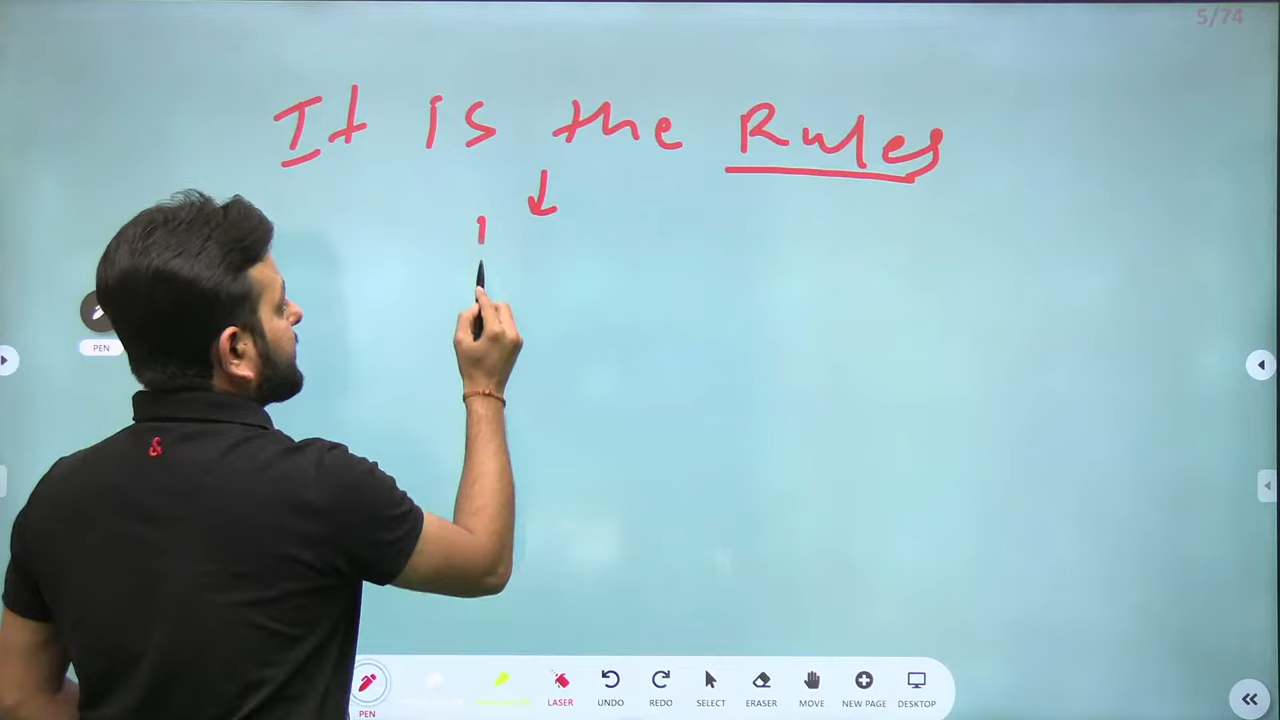 5/74
It is the Rules
PEN
PEN
LASER
UNDO
REDO
SELECT
ERASER
MOVE
NEW PAGE
DESKTOP